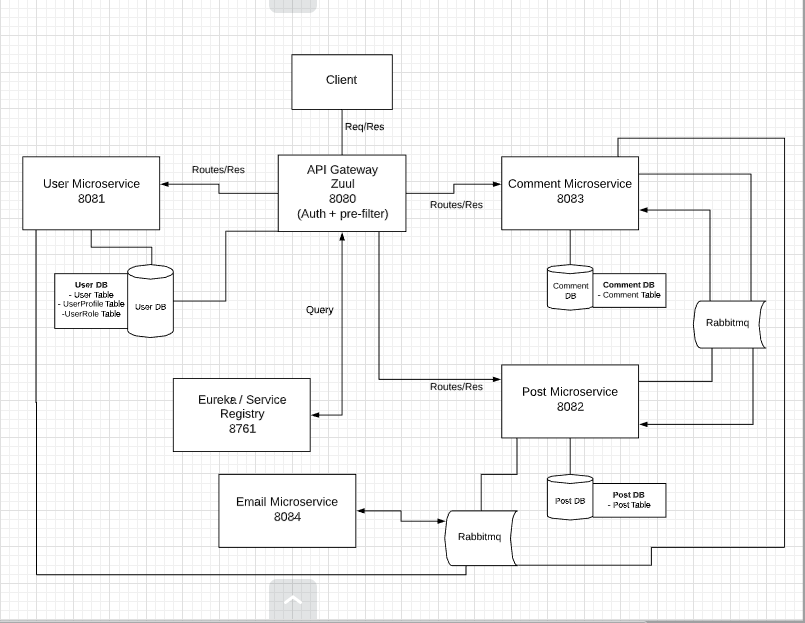 Client
Req/Res
User Microservice
8081
Routes/Res
API Gateway
Zuul
8080
(Auth + pre-filter)
Routes/Res
Comment Microservice
8083
User DB
- User Table
- UserProfile Table
-UserRole Table
User DB
Query
Comment
DB
Comment DB
- Comment Table
Rabbitmq
Eureka / Service
Registry
8761
Routes/Res
Post Microservice
8082
Email Microservice
8084
Rabbitmq
Post DB
Post DB
- Post Table